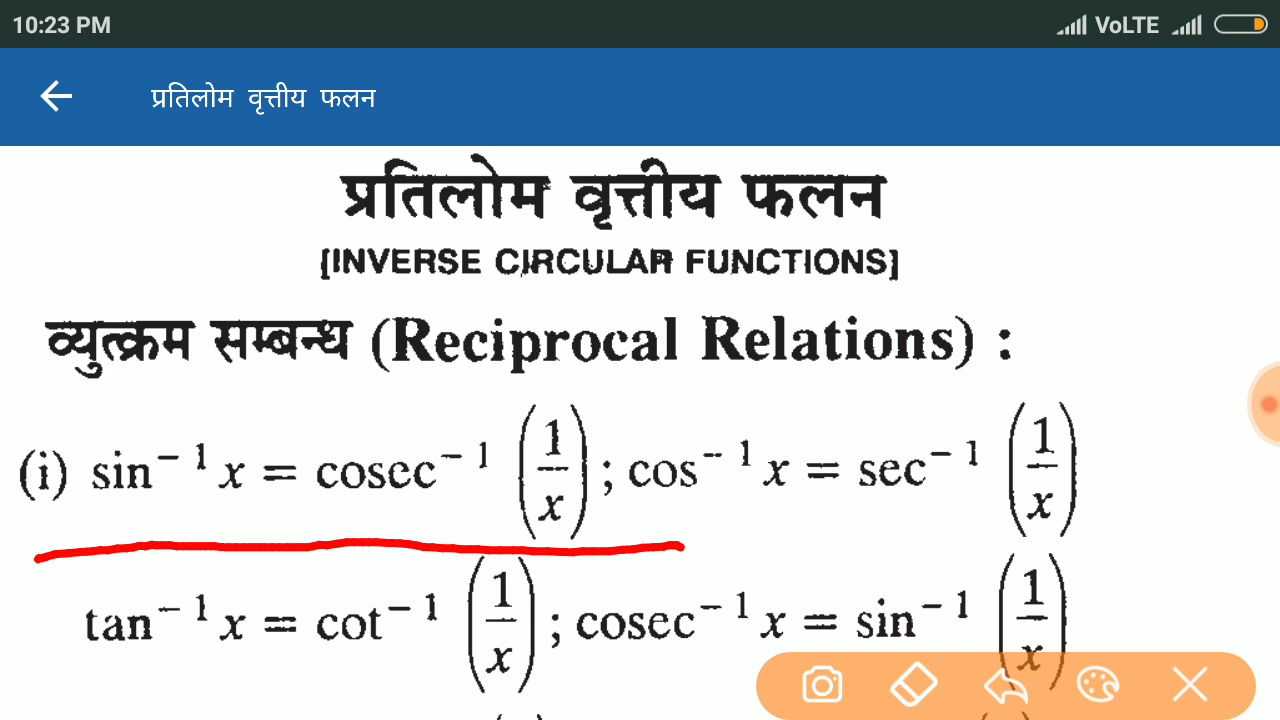 10:23 PM VoLTE
प्रतिलोम वृत्तीय फलन
प्रतिलोम वृत्तीय फलन
[INVERSE CIRCULAR FUNCTIONS]
व्युत्क्रम सम्बन्ध (Reciprocal Relations) :
(i) sin⁻¹ x = cosec⁻¹ (1/x) ; cos⁻¹ x = sec⁻¹ (1/x)
tan⁻¹ x = cot⁻¹ (1/x) ; cosec⁻¹ x = sin⁻¹ (1/x)